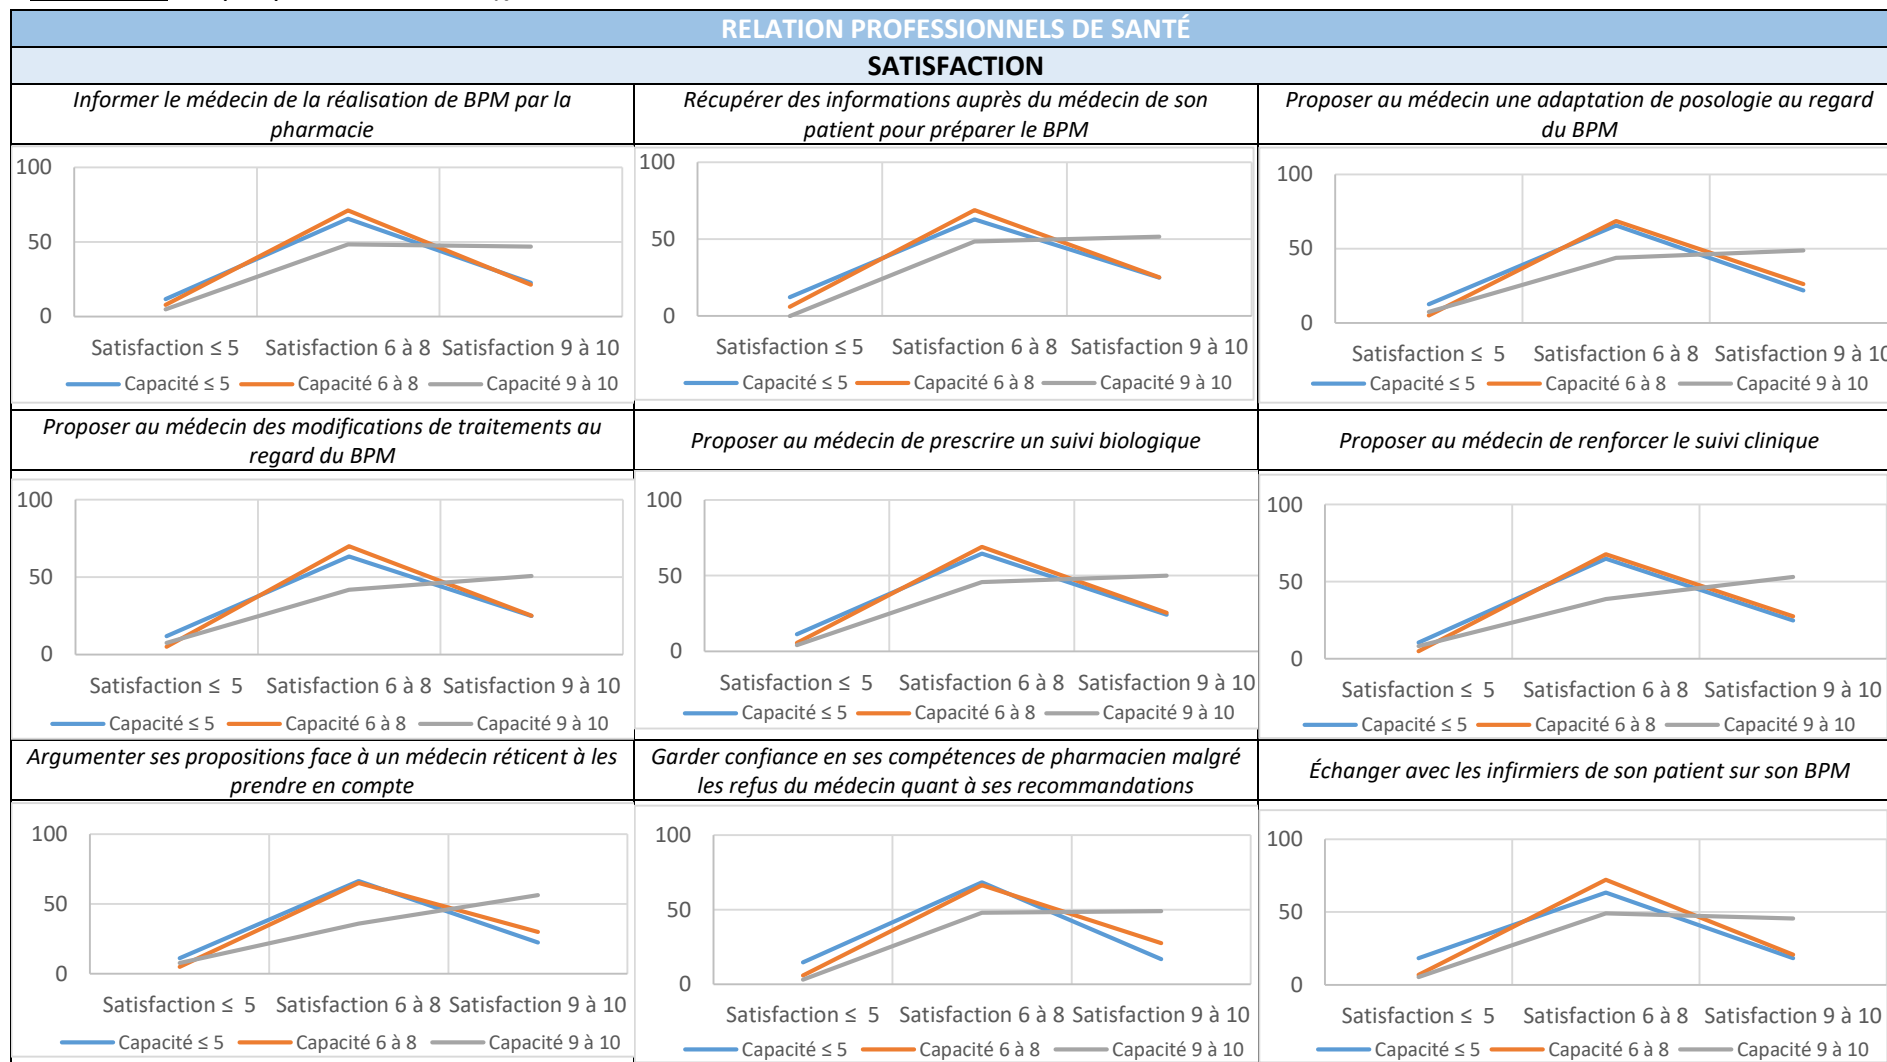 RELATION PROFESSIONNELS DE SANTÉ
SATISFACTION
Informer le médecin de la réalisation de BPM par la
pharmacie
100
50
0
Satisfaction ≤ 5 Satisfaction 6 à 8 Satisfaction 9 à 10
Capacité ≤ 5 Capacité 6 à 8 Capacité 9 à 10
Récupérer des informations auprès du médecin de son
patient pour préparer le BPM
100
50
0
Satisfaction ≤ 5 Satisfaction 6 à 8 Satisfaction 9 à 10
Capacité ≤ 5 Capacité 6 à 8 Capacité 9 à 10
Proposer au médecin une adaptation de posologie au regard
du BPM
100
50
0
Satisfaction ≤ 5 Satisfaction 6 à 8 Satisfaction 9 à 10
Capacité ≤ 5 Capacité 6 à 8 Capacité 9 à 10
Proposer au médecin des modifications de traitements au
regard du BPM
100
50
0
Satisfaction ≤ 5 Satisfaction 6 à 8 Satisfaction 9 à 10
Capacité ≤ 5 Capacité 6 à 8 Capacité 9 à 10
Proposer au médecin de prescrire un suivi biologique
100
50
0
Satisfaction ≤ 5 Satisfaction 6 à 8 Satisfaction 9 à 10
Capacité ≤ 5 Capacité 6 à 8 Capacité 9 à 10
Proposer au médecin de renforcer le suivi clinique
100
50
0
Satisfaction ≤ 5 Satisfaction 6 à 8 Satisfaction 9 à 10
Capacité ≤ 5 Capacité 6 à 8 Capacité 9 à 10
Argumenter ses propositions face à un médecin réticent à les
prendre en compte
100
50
0
Satisfaction ≤ 5 Satisfaction 6 à 8 Satisfaction 9 à 10
Capacité ≤ 5 Capacité 6 à 8 Capacité 9 à 10
Garder confiance en ses compétences de pharmacien malgré
les refus du médecin quant à ses recommandations
100
50
0
Satisfaction ≤ 5 Satisfaction 6 à 8 Satisfaction 9 à 10
Capacité ≤ 5 Capacité 6 à 8 Capacité 9 à 10
Échanger avec les infirmiers de son patient sur son BPM
100
50
0
Satisfaction ≤ 5 Satisfaction 6 à 8 Satisfaction 9 à 10
Capacité ≤ 5 Capacité 6 à 8 Capacité 9 à 10